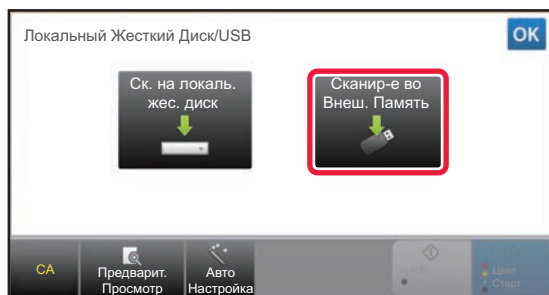 Локальный Жесткий Диск/USB
OK
Ск. на локаль.
жес. диск
Сканир-е во
Внеш. Память
CA
Предварит.
Просмотр
Авто
Настройка
Ч/Б
Старт
Цвет
Старт